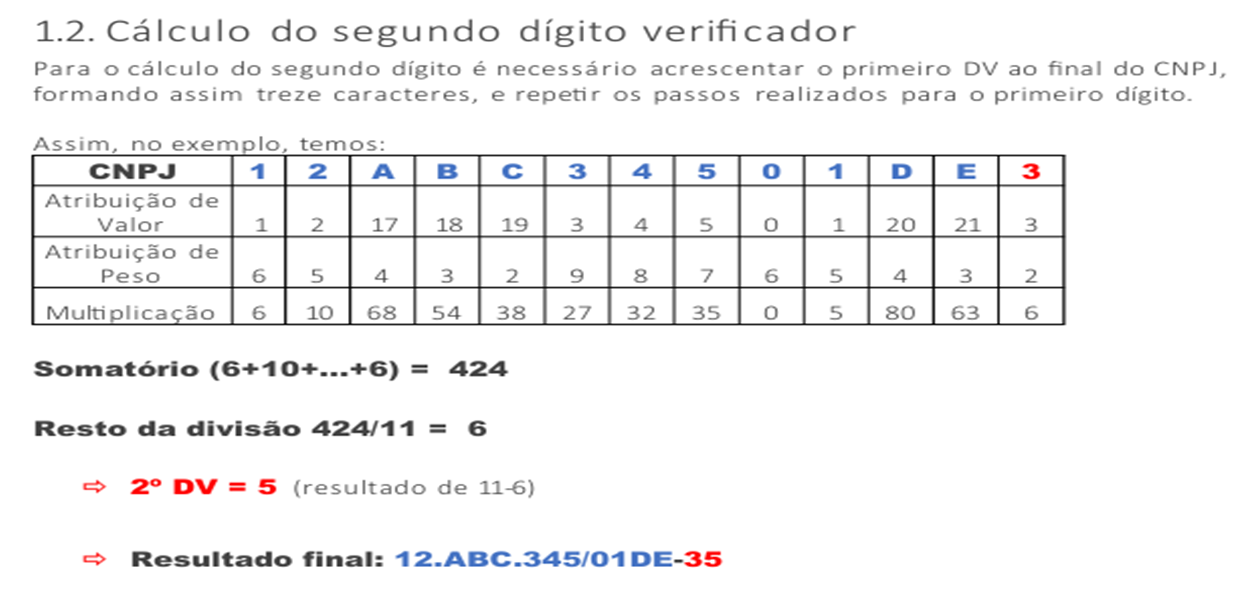 1.2. Cálculo do segundo dígito verificador
Para o cálculo do segundo dígito é necessário acrescentar o primeiro DV ao final do CNPJ,
formando assim treze caracteres, e repetir os passos realizados para o primeiro dígito.
Assim, no exemplo, temos:
CNPJ 1 2 A B C 3 4 5 0 1 D E 3
Atribuição de
Valor 1 2 17 18 19 3 4 5 0 1 20 21 3
Atribuição de
Peso 6 5 4 3 2 9 8 7 6 5 4 3 2
Multiplicação 6 10 68 54 38 27 32 35 0 5 80 63 6
Somatório (6+10+...+6) = 424
Resto da divisão 424/11 = 6
⇨ 2º DV = 5 (resultado de 11-6)
⇨ Resultado final: 12.ABC.345/01DE-35